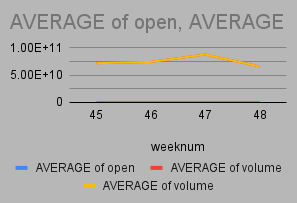 AVERAGE of open, AVERAGE
1.00E+11
5.00E+10
0
45 46 47 48
weeknum
AVERAGE of open AVERAGE of volume
AVERAGE of volume